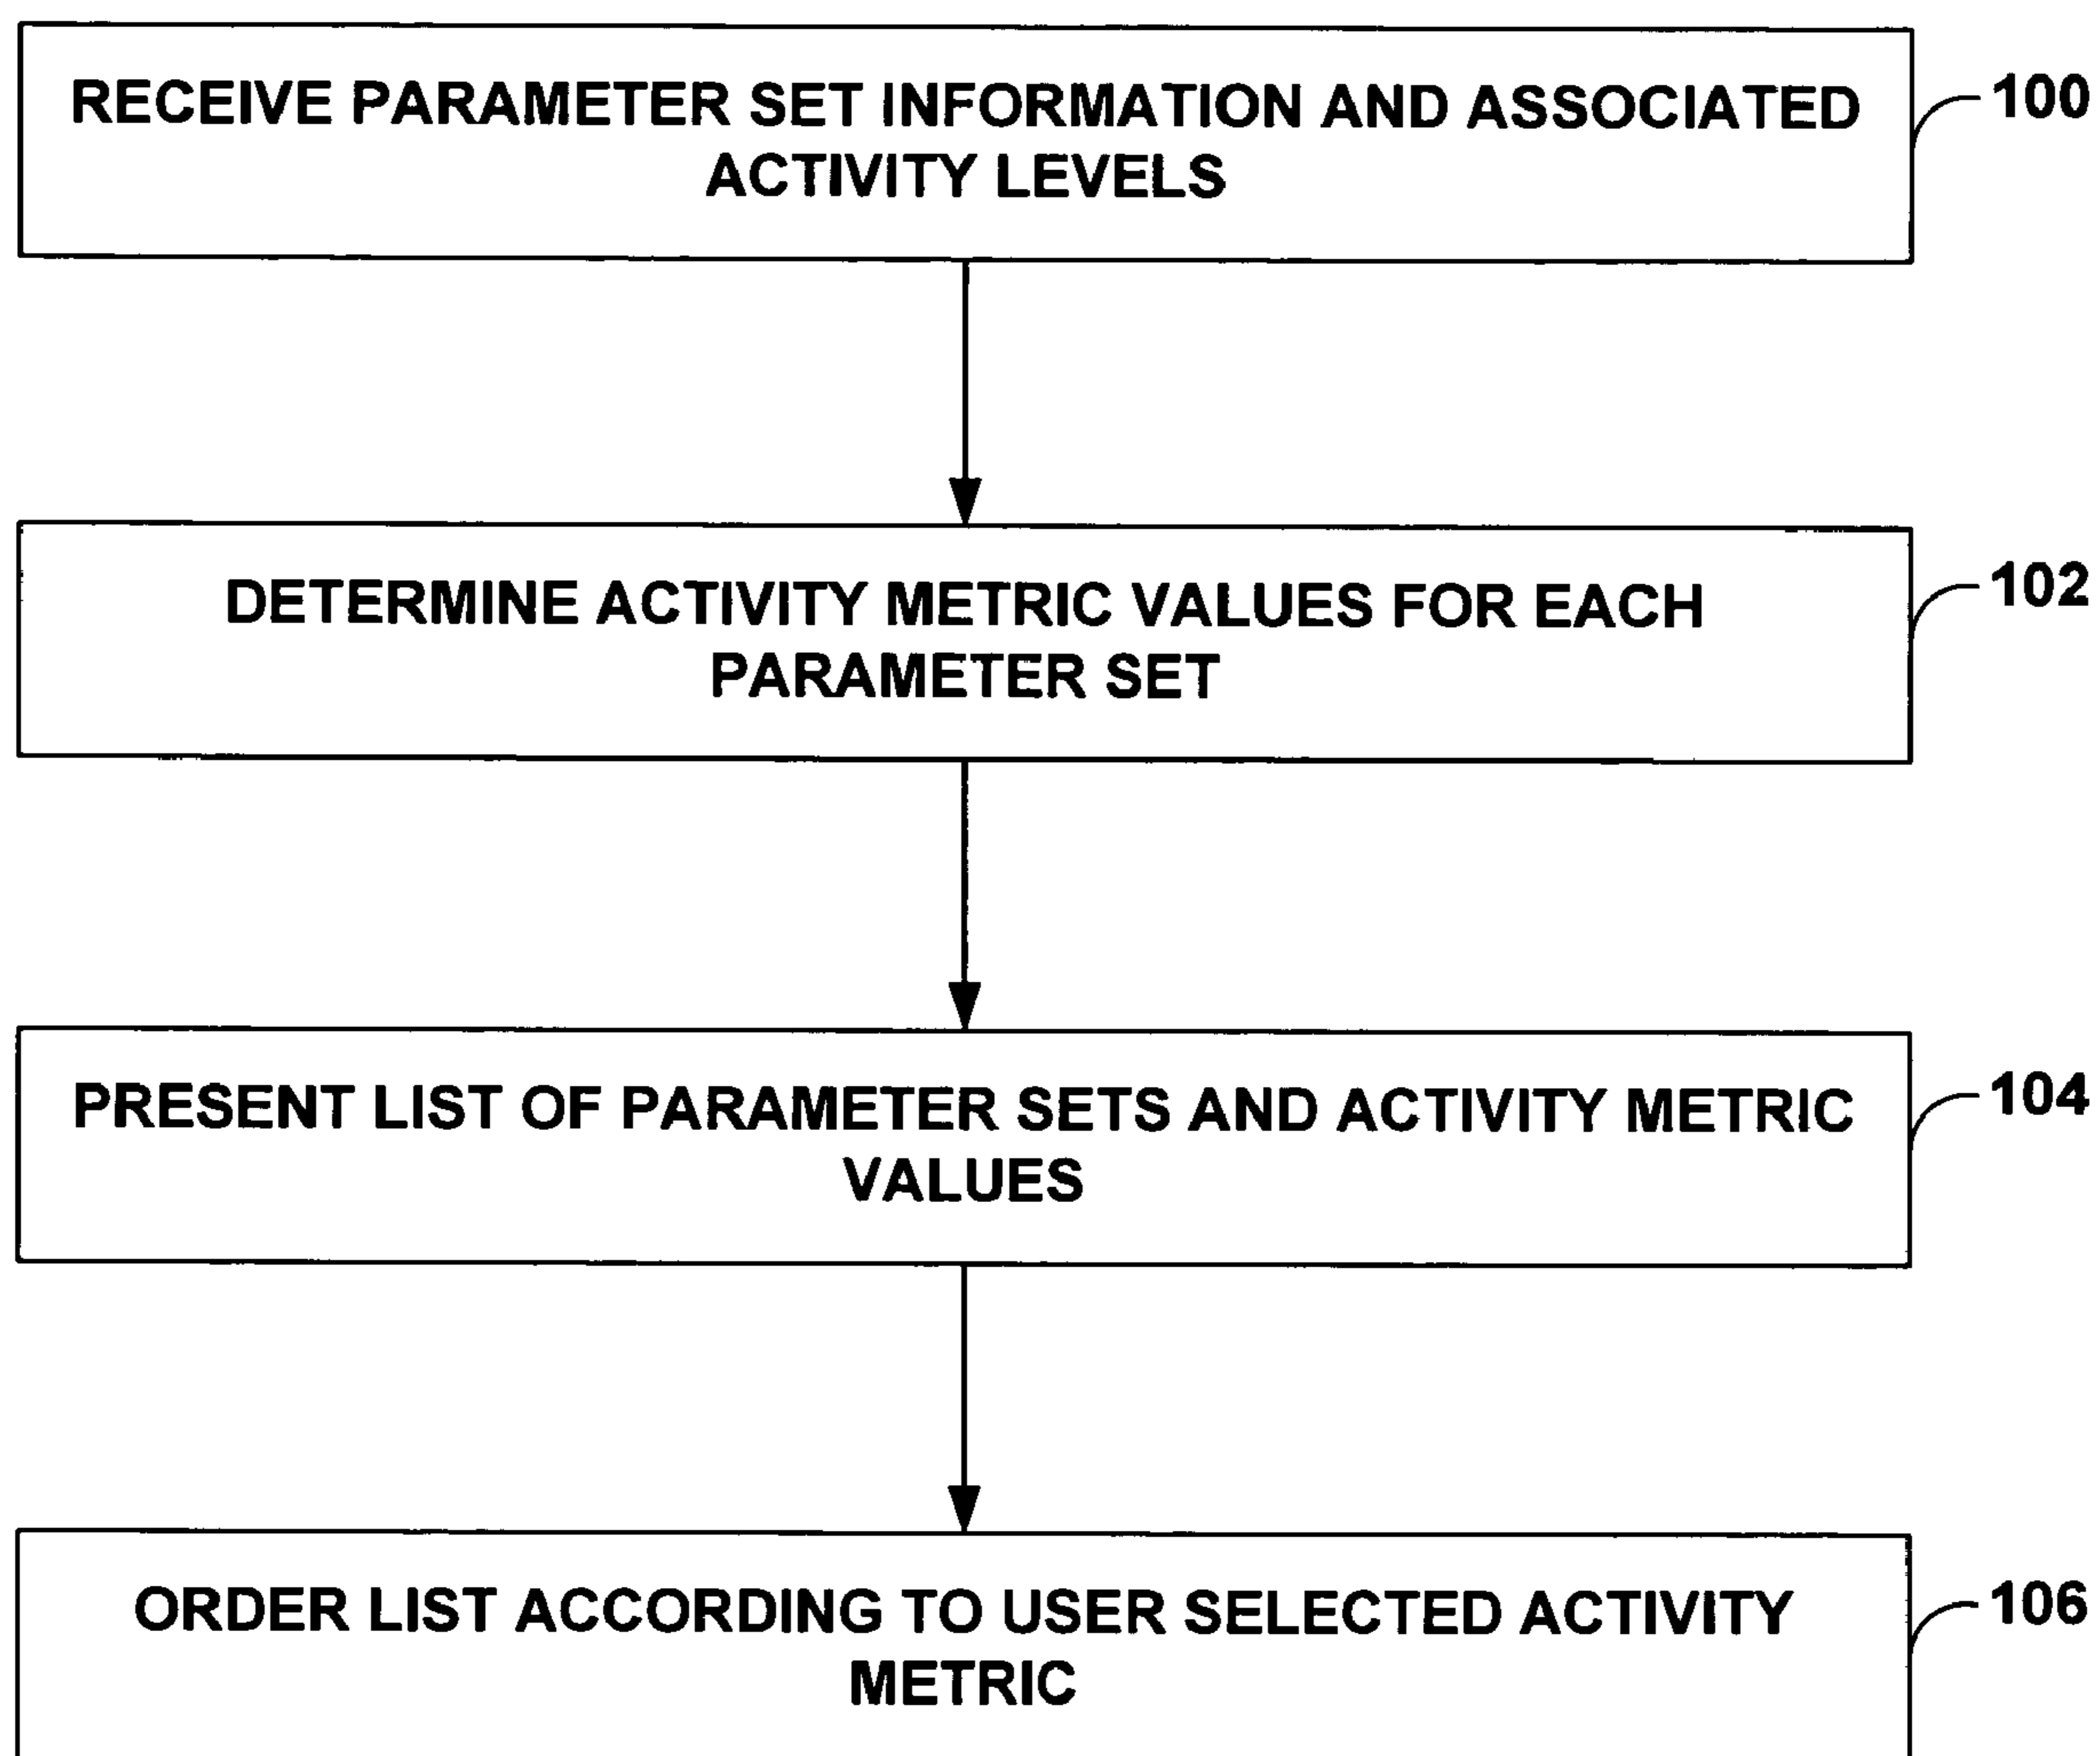 RECEIVE PARAMETER SET INFORMATION AND ASSOCIATED
ACTIVITY LEVELS
100
DETERMINE ACTIVITY METRIC VALUES FOR EACH
PARAMETER SET
102
PRESENT LIST OF PARAMETER SETS AND ACTIVITY METRIC
VALUES
104
ORDER LIST ACCORDING TO USER SELECTED ACTIVITY
METRIC
106